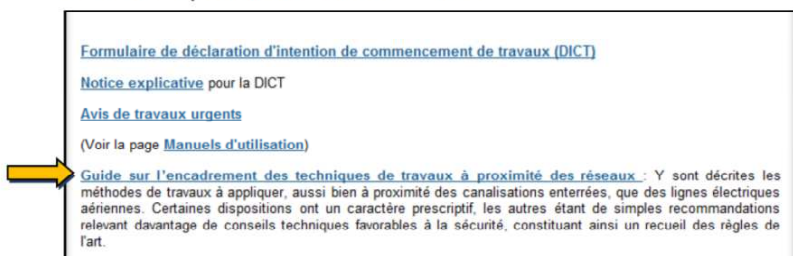 Formulaire de déclaration d'intention de commencement de travaux (DICT)
Notice explicative pour la DICT
Avis de travaux urgents
(Voir la page Manuels d'utilisation)
Guide sur l'encadrement des techniques de travaux à proximité des réseaux : Y sont décrites les
méthodes de travaux à appliquer, aussi bien à proximité des canalisations enterrées, que des lignes électriques
aériennes. Certaines dispositions ont un caractère prescriptif, les autres étant de simples recommandations
relevant davantage de conseils techniques favorables à la sécurité, constituant ainsi un recueil des règles de
l'art.